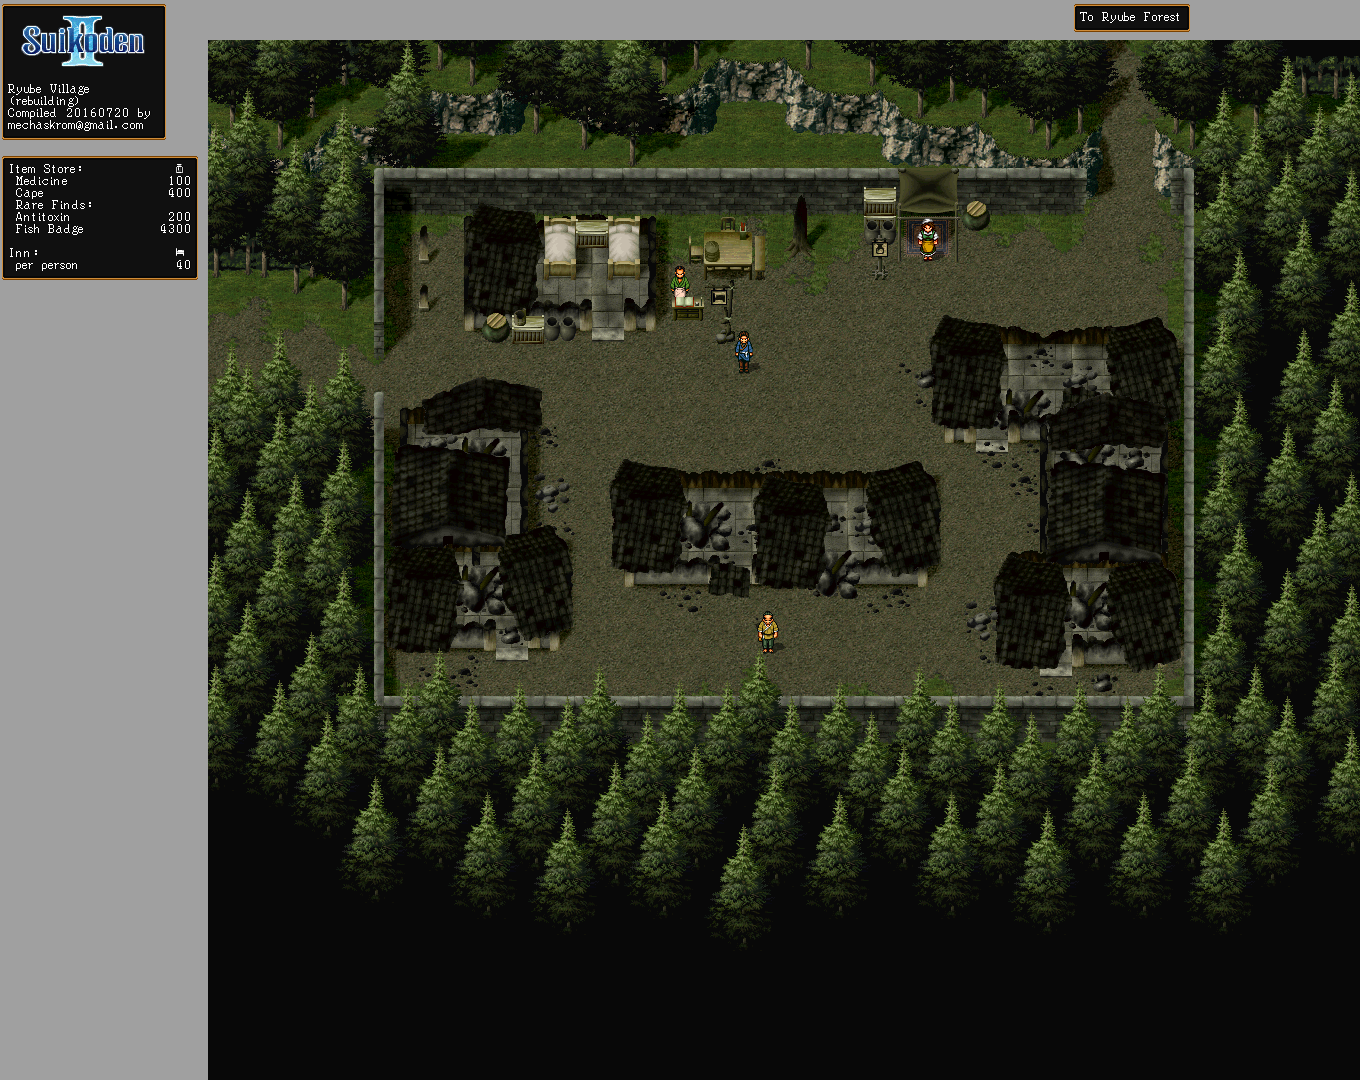 Suikoden II
Ryube Village
(rebuilding)
Compiled 20160720 by
mechaskrom@gmail.com
To Ryube Forest
Item Store:
Medicine 100
Cape 400
Rare Finds:
Antitoxin 200
Fish Badge 4300
Inn:
per person 40